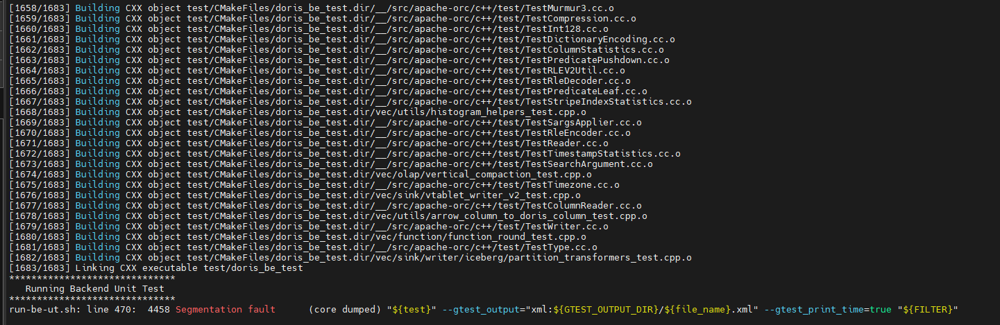 [1658/1683] Building CXX object test/CMakeFiles/doris_be_test.dir/__/src/apache-orc/c++/test/TestMurmur3.cc.o
[1659/1683] Building CXX object test/CMakeFiles/doris_be_test.dir/__/src/apache-orc/c++/test/TestCompression.cc.o
[1660/1683] Building CXX object test/CMakeFiles/doris_be_test.dir/__/src/apache-orc/c++/test/TestInt128.cc.o
[1661/1683] Building CXX object test/CMakeFiles/doris_be_test.dir/__/src/apache-orc/c++/test/TestDictionaryEncoding.cc.o
[1662/1683] Building CXX object test/CMakeFiles/doris_be_test.dir/__/src/apache-orc/c++/test/TestColumnStatistics.cc.o
[1663/1683] Building CXX object test/CMakeFiles/doris_be_test.dir/__/src/apache-orc/c++/test/TestPredicatePushdown.cc.o
[1664/1683] Building CXX object test/CMakeFiles/doris_be_test.dir/__/src/apache-orc/c++/test/TestRLEV2Util.cc.o
[1665/1683] Building CXX object test/CMakeFiles/doris_be_test.dir/__/src/apache-orc/c++/test/TestRleDecoder.cc.o
[1666/1683] Building CXX object test/CMakeFiles/doris_be_test.dir/__/src/apache-orc/c++/test/TestPredicateLeaf.cc.o
[1667/1683] Building CXX object test/CMakeFiles/doris_be_test.dir/__/src/apache-orc/c++/test/TestStripeIndexStatistics.cc.o
[1668/1683] Building CXX object test/CMakeFiles/doris_be_test.dir/vec/utils/histogram_helpers_test.cpp.o
[1669/1683] Building CXX object test/CMakeFiles/doris_be_test.dir/__/src/apache-orc/c++/test/TestSargsApplier.cc.o
[1670/1683] Building CXX object test/CMakeFiles/doris_be_test.dir/__/src/apache-orc/c++/test/TestRleEncoder.cc.o
[1671/1683] Building CXX object test/CMakeFiles/doris_be_test.dir/__/src/apache-orc/c++/test/TestReader.cc.o
[1672/1683] Building CXX object test/CMakeFiles/doris_be_test.dir/__/src/apache-orc/c++/test/TestTimestampStatistics.cc.o
[1673/1683] Building CXX object test/CMakeFiles/doris_be_test.dir/__/src/apache-orc/c++/test/TestSearchArgument.cc.o
[1674/1683] Building CXX object test/CMakeFiles/doris_be_test.dir/vec/olap/vertical_compaction_test.cpp.o
[1675/1683] Building CXX object test/CMakeFiles/doris_be_test.dir/__/src/apache-orc/c++/test/TestTimezone.cc.o
[1676/1683] Building CXX object test/CMakeFiles/doris_be_test.dir/vec/sink/vtablet_writer_v2_test.cpp.o
[1677/1683] Building CXX object test/CMakeFiles/doris_be_test.dir/__/src/apache-orc/c++/test/TestColumnReader.cc.o
[1678/1683] Building CXX object test/CMakeFiles/doris_be_test.dir/vec/utils/arrow_column_to_doris_column_test.cpp.o
[1679/1683] Building CXX object test/CMakeFiles/doris_be_test.dir/__/src/apache-orc/c++/test/TestWriter.cc.o
[1680/1683] Building CXX object test/CMakeFiles/doris_be_test.dir/vec/function/function_round_test.cpp.o
[1681/1683] Building CXX object test/CMakeFiles/doris_be_test.dir/__/src/apache-orc/c++/test/TestType.cc.o
[1682/1683] Building CXX object test/CMakeFiles/doris_be_test.dir/vec/sink/writer/iceberg/partition_transformers_test.cpp.o
[1683/1683] Linking CXX executable test/doris_be_test
******************************
   Running Backend Unit Test
******************************
run-be-ut.sh: line 470:  4458 Segmentation fault      (core dumped) "${test}" --gtest_output="xml:${GTEST_OUTPUT_DIR}/${file_name}.xml" --gtest_print_time=true "${FILTER}"